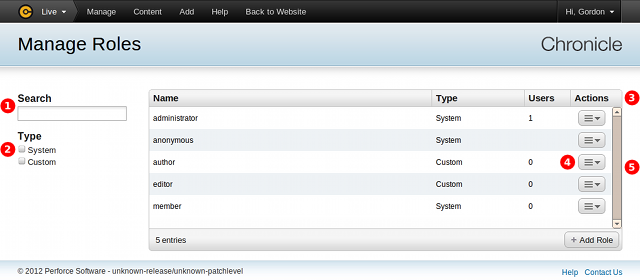 Live Manage Content Add Help Back to Website Hi, Gordon
Manage Roles Chronicle
Search
1
Type
2 System
Custom
Name Type Users Actions 3
administrator System 1
anonymous System
author Custom 0 4 5
editor Custom 0
member System 0
5 entries + Add Role
© 2012 Perforce Software - unknown-release/unknown-patchlevel Help Contact Us